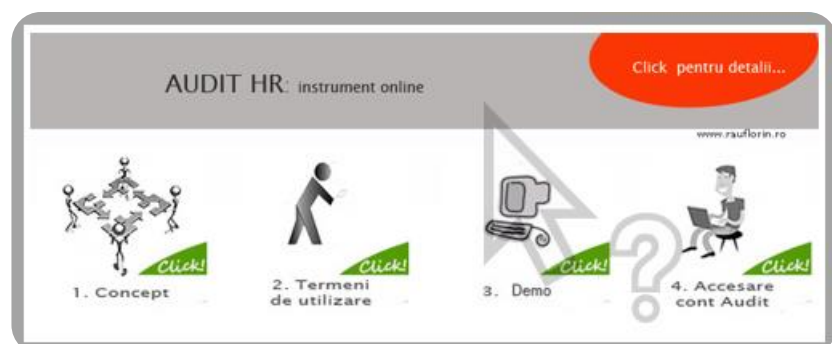 Click pentru detalii...
AUDIT HR: instrument online
www.rauflorin.ro
Click!
Click!
Click!
Click!
1. Concept
2. Termeni
de utilizare
3. Demo
4. Accesare
cont Audit